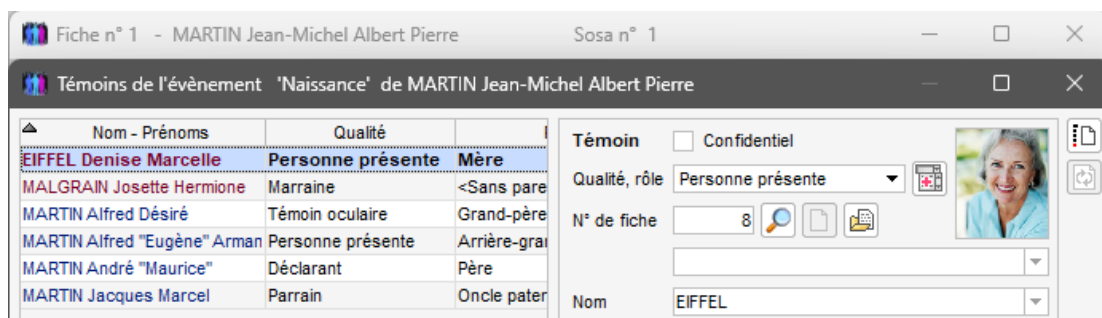 Fiche n° 1 - MARTIN Jean-Michel Albert Pierre Sosa n° 1
Témoins de l'évènement 'Naissance' de MARTIN Jean-Michel Albert Pierre
Nom - Prénoms Qualité
EIFFEL Denise Marcelle Personne présente Mère
MALGRAIN Josette Hermione Marraine <Sans pare
MARTIN Alfred Désiré Témoin oculaire Grand-père
MARTIN Alfred "Eugène" Arman Personne présente Arrière-gra
MARTIN André "Maurice" Déclarant Père
MARTIN Jacques Marcel Parrain Oncle pater
Témoin Confidentiel
Qualité, rôle Personne présente
N° de fiche 8
Nom EIFFEL